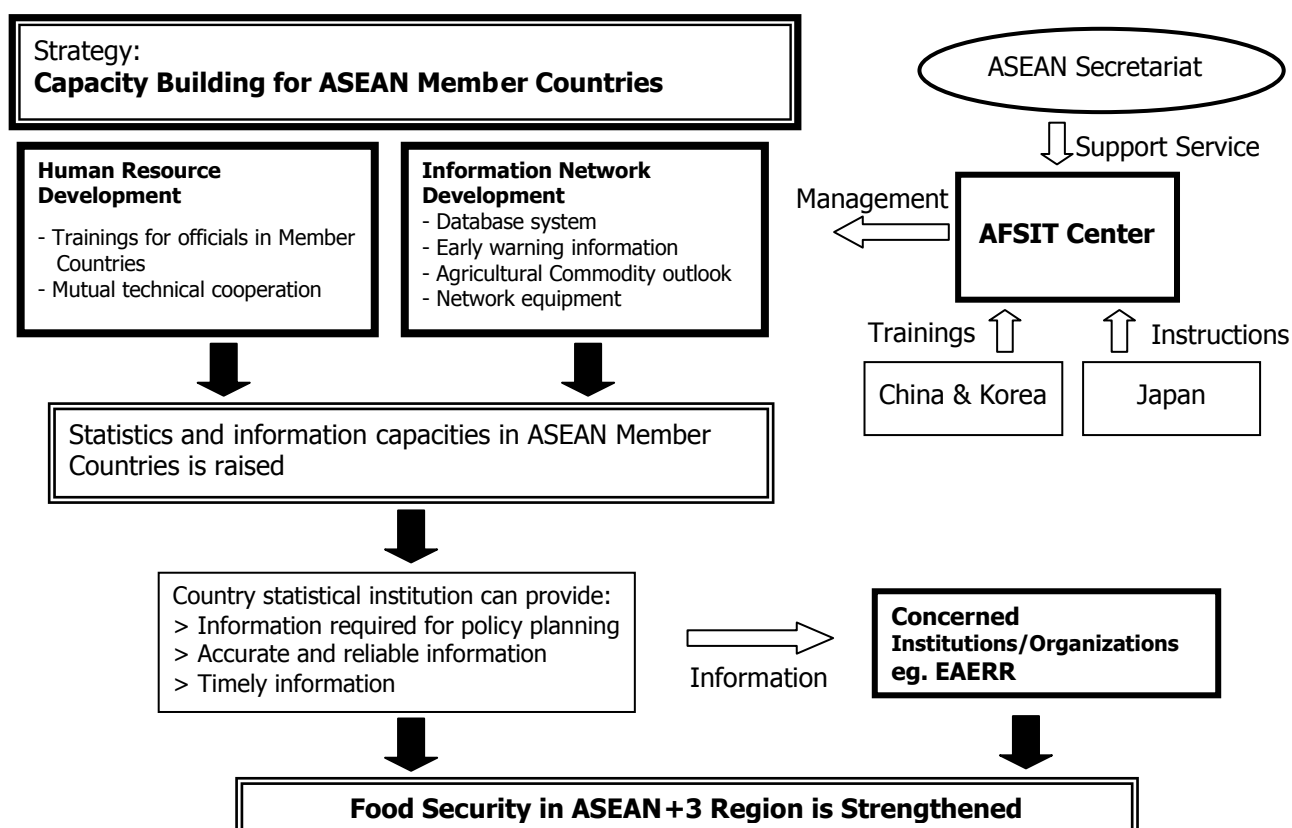 Strategy:
Capacity Building for ASEAN Member Countries
ASEAN Secretariat
Support Service
Human Resource
Development
- Trainings for officials in Member
Countries
- Mutual technical cooperation
Information Network
Development
- Database system
- Early warning information
- Agricultural Commodity outlook
- Network equipment
Management
AFSIT Center
Trainings
Instructions
China & Korea
Japan
Statistics and information capacities in ASEAN Member
Countries is raised
Country statistical institution can provide:
> Information required for policy planning
> Accurate and reliable information
> Timely information
Information
Concerned
Institutions/Organizations
eg. EAERR
Food Security in ASEAN+3 Region is Strengthened